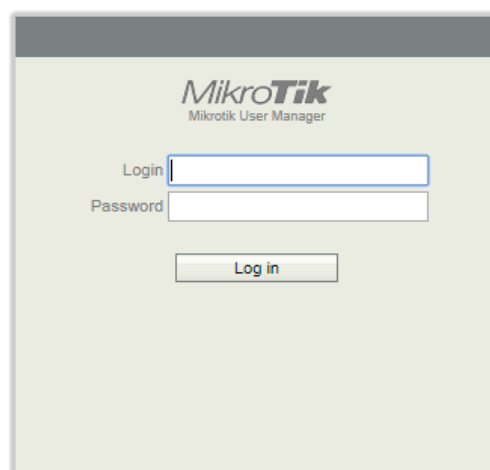 MikroTik
Mikrotik User Manager
Login
Password
Log in